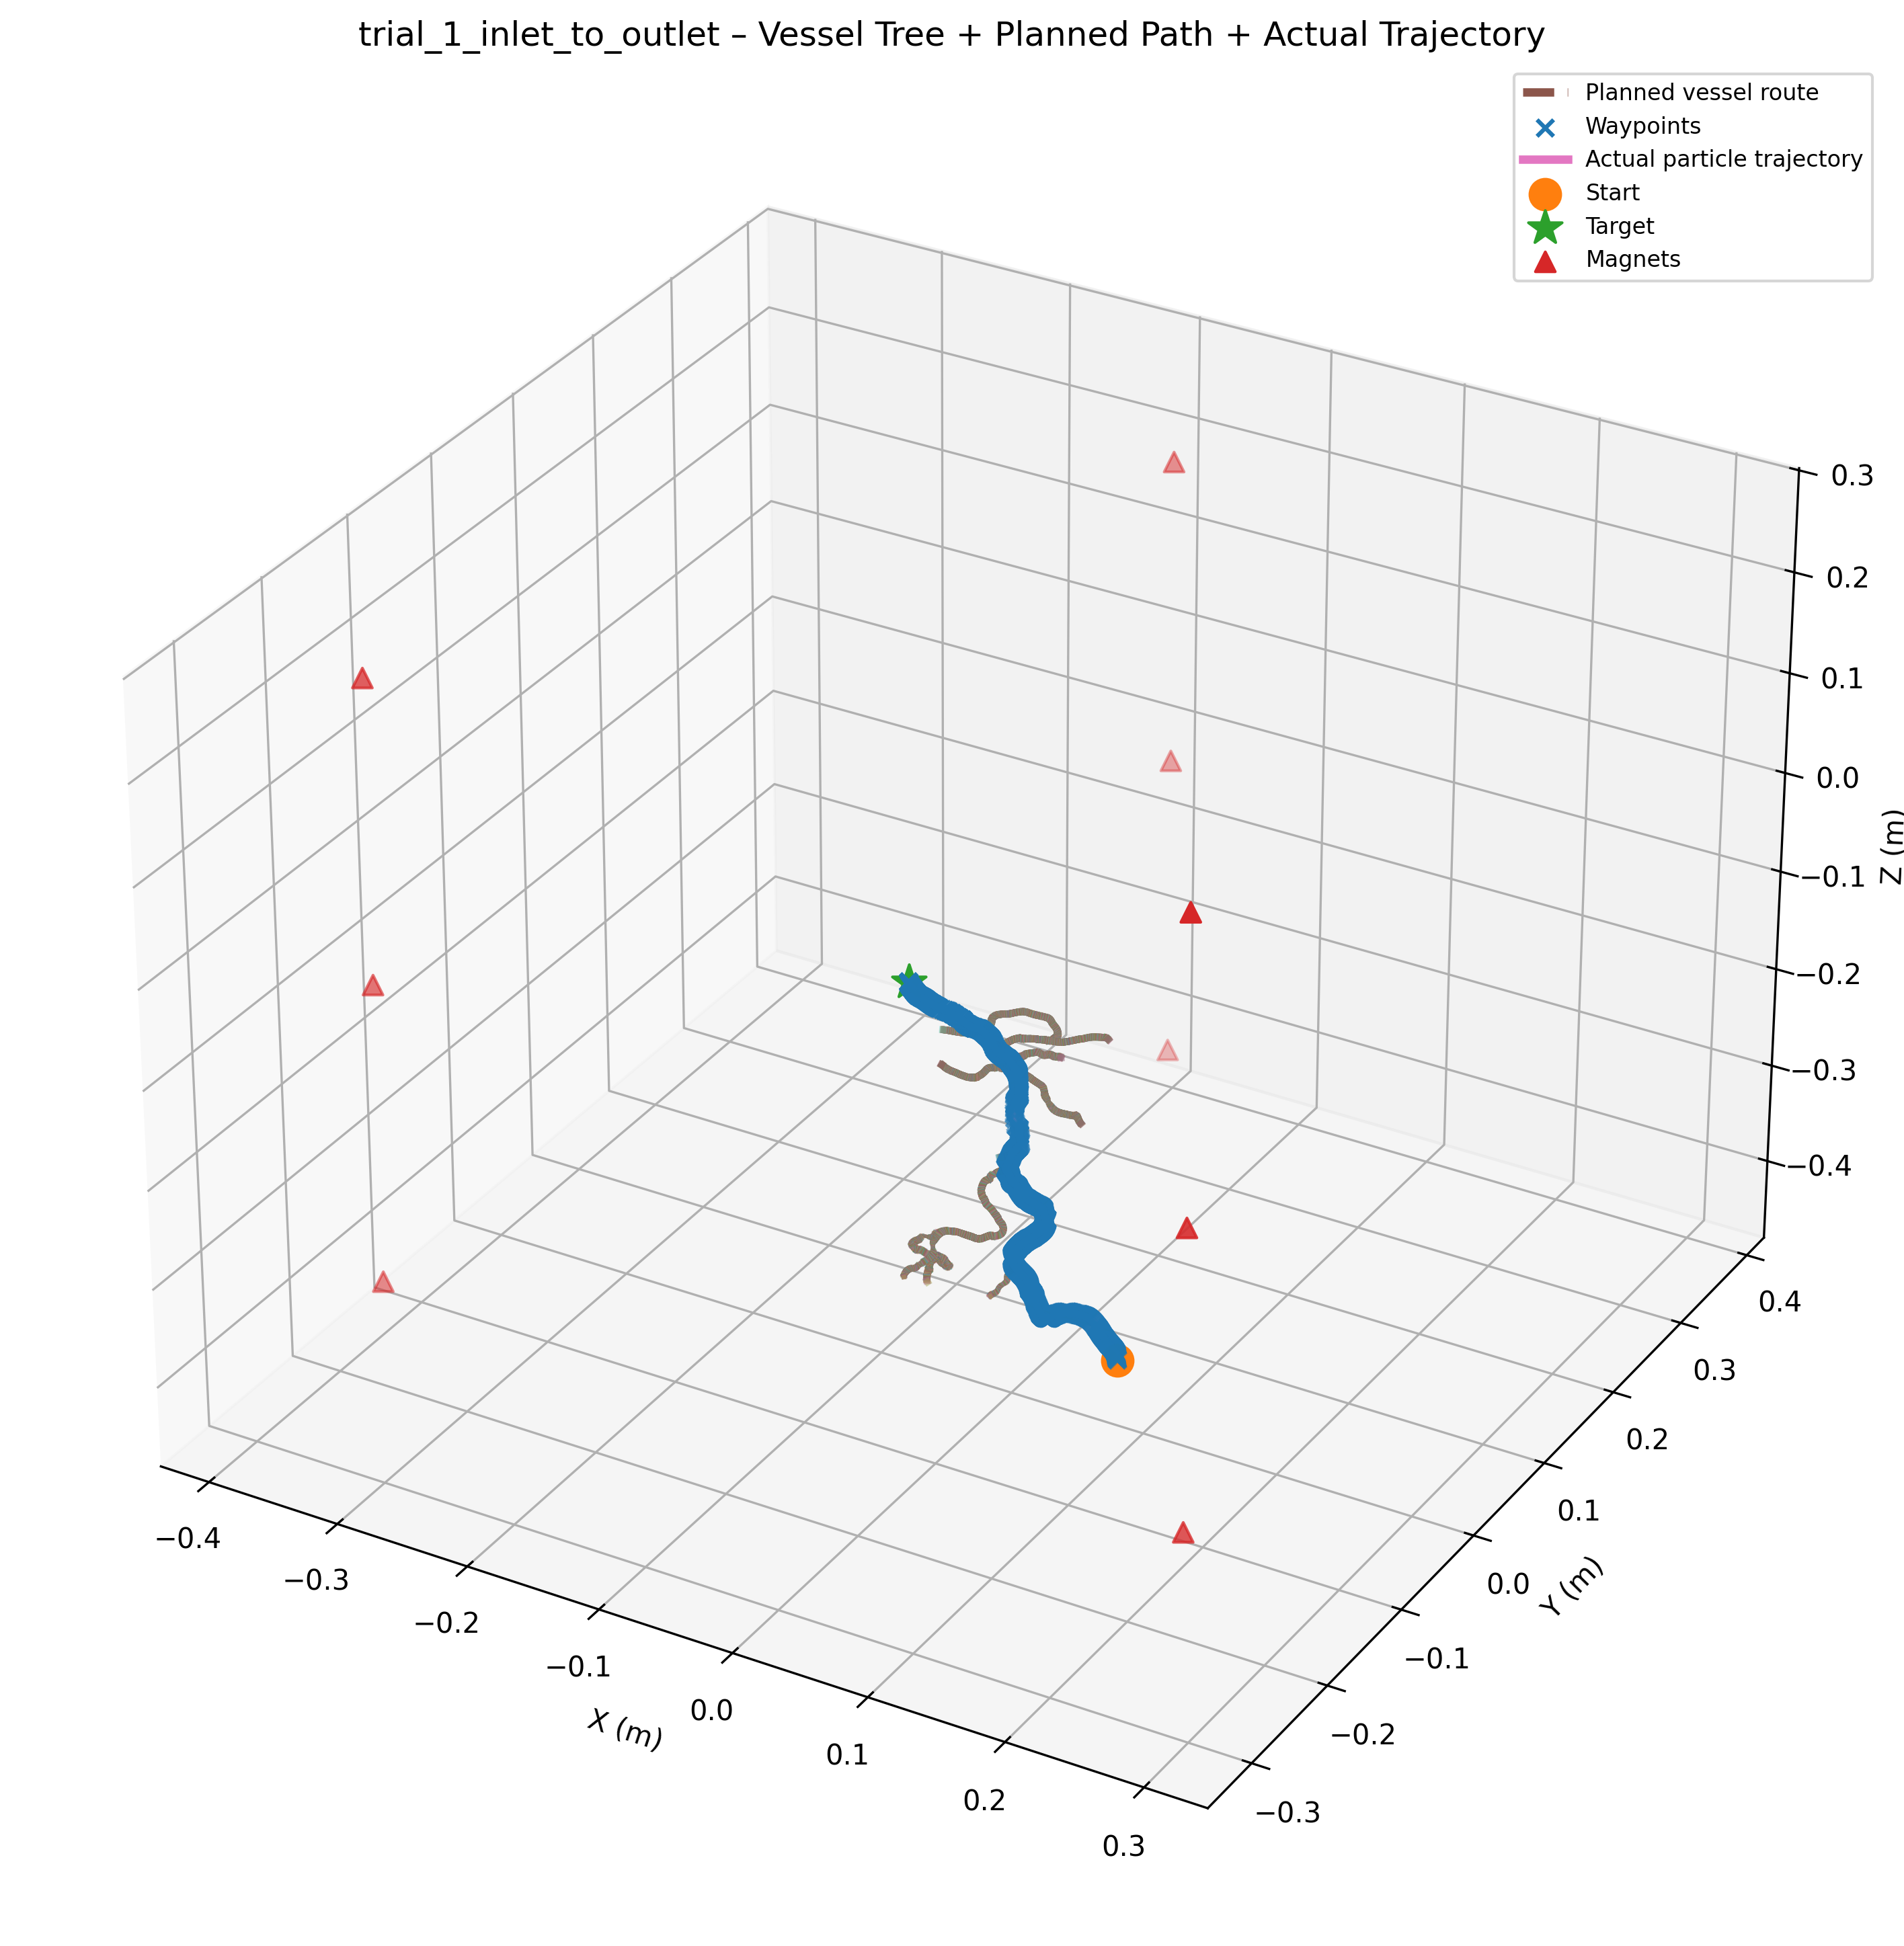 trial_1_inlet_to_outlet – Vessel Tree + Planned Path + Actual Trajectory
Planned vessel route
Waypoints
Actual particle trajectory
Start
Target
Magnets
0.3
0.2
0.1
0.0
−0.1
−0.2
−0.3
−0.4
Z (m)
0.4
0.3
0.2
0.1
0.0
−0.1
−0.2
−0.3
Y (m)
−0.4
−0.3
−0.2
−0.1
0.0
0.1
0.2
0.3
X (m)